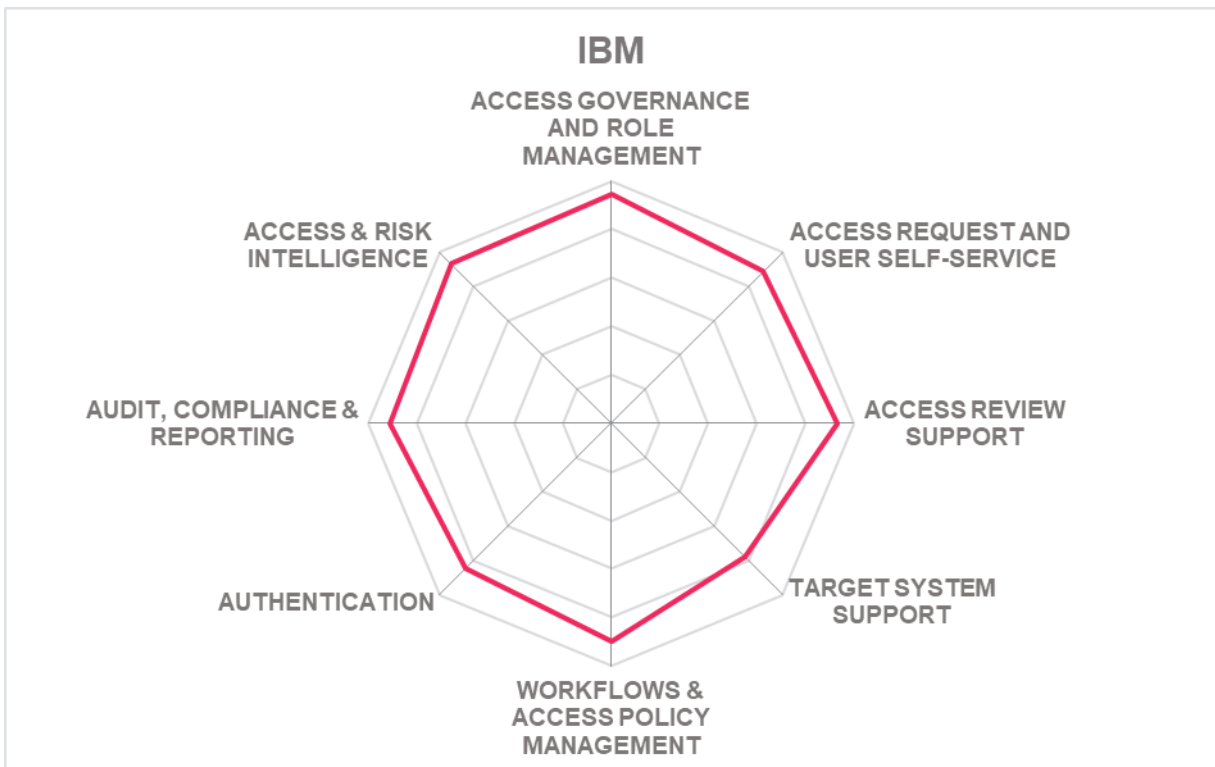 IBM
ACCESS GOVERNANCE
AND ROLE
MANAGEMENT
ACCESS & RISK
INTELLIGENCE
ACCESS REQUEST AND
USER SELF-SERVICE
AUDIT, COMPLIANCE &
REPORTING
ACCESS REVIEW
SUPPORT
AUTHENTICATION
TARGET SYSTEM
SUPPORT
WORKFLOWS &
ACCESS POLICY
MANAGEMENT